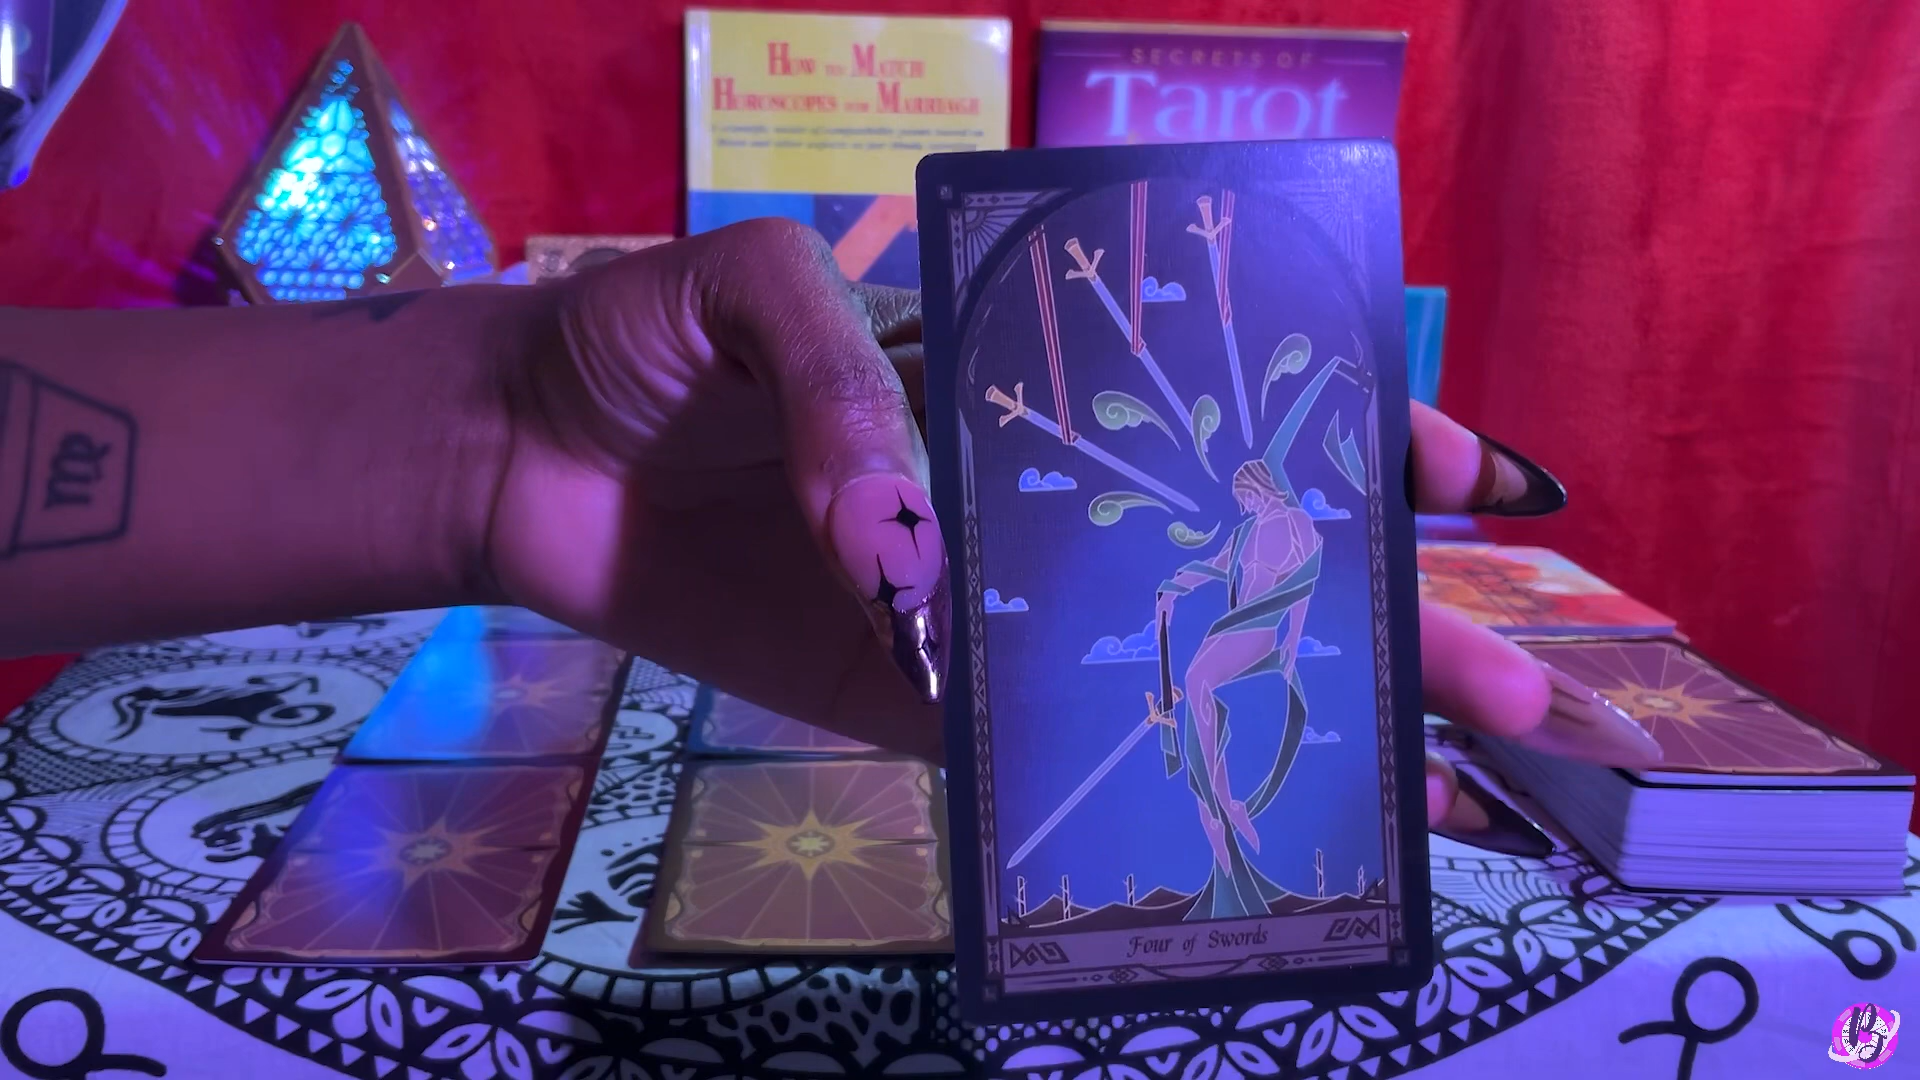 How to Match
Horoscopes for Marriage
SECRETS OF
Tarot
Four of Swords